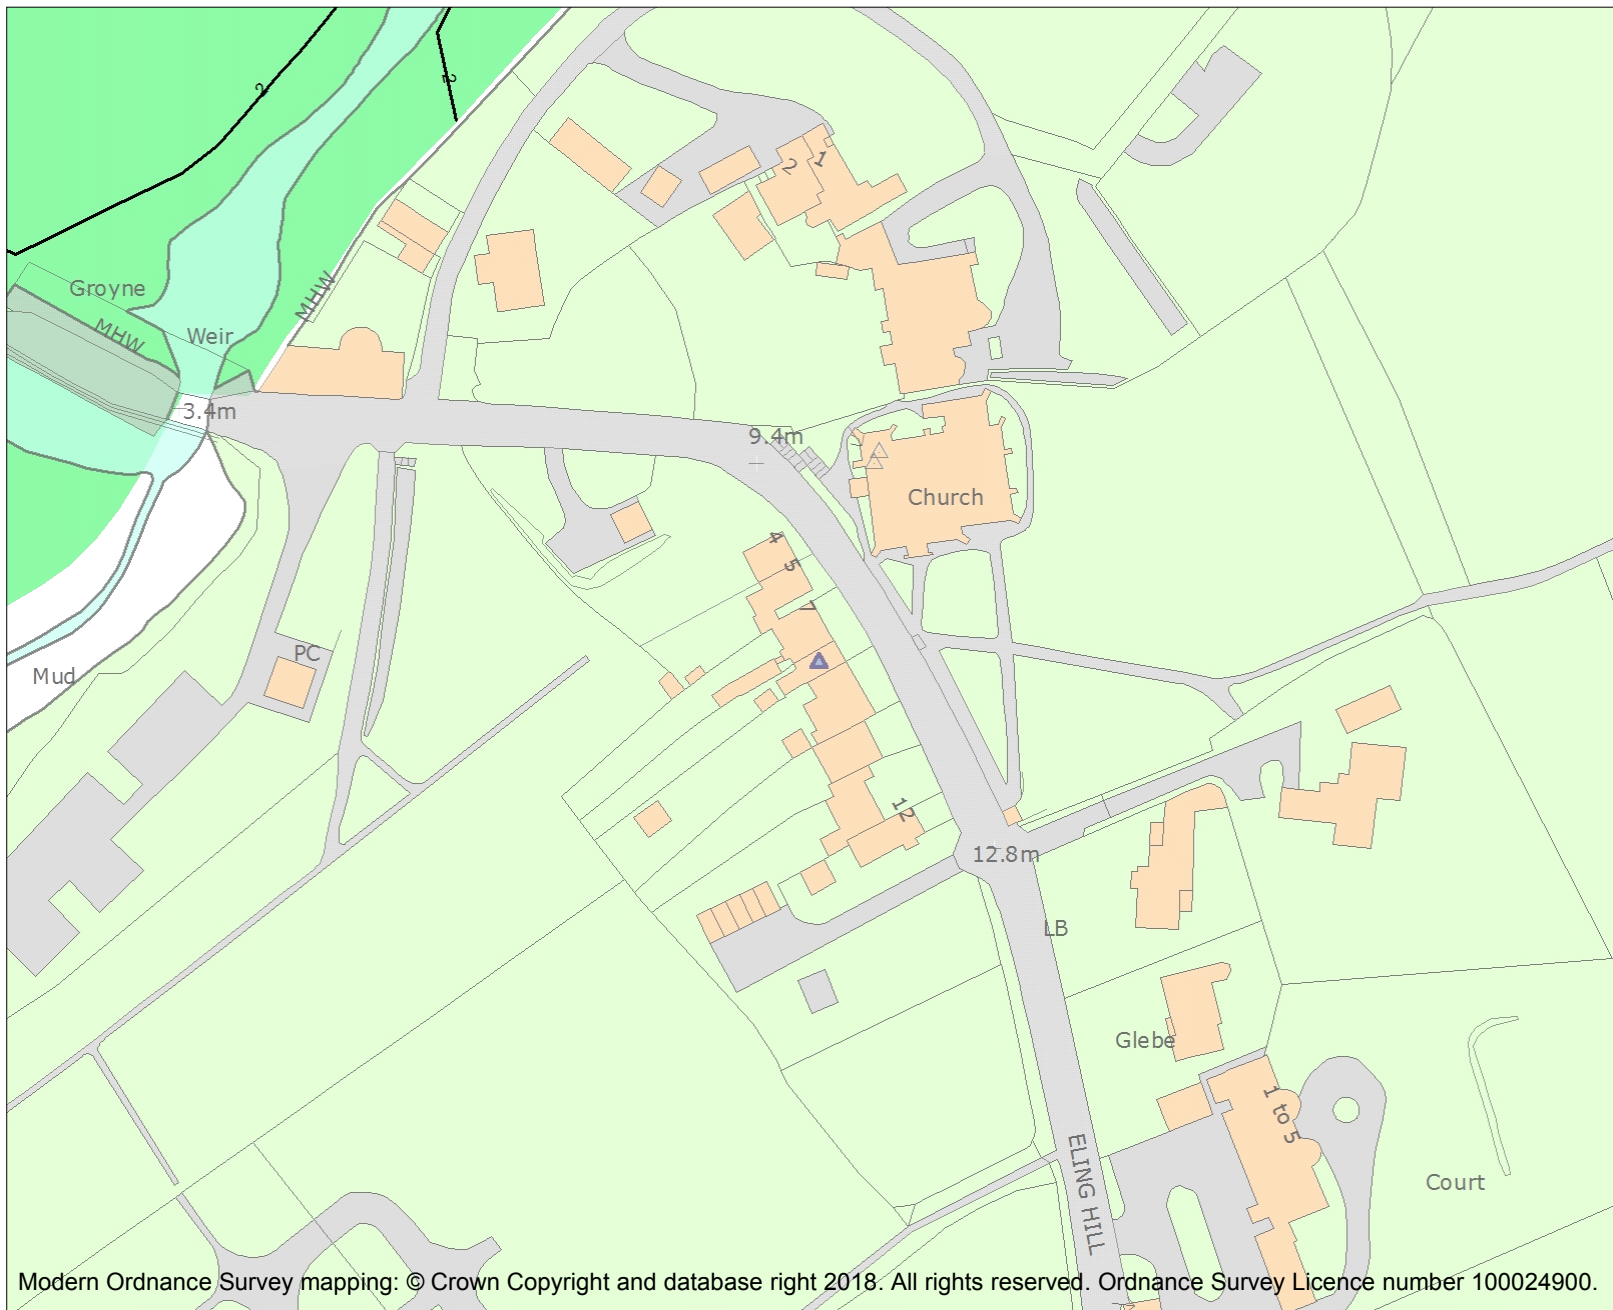 2
2
1
2
Groyne
MHW
MHW
Weir
3.4m
9.4m
Church
4
5
7
PC
Mud
12
12.8m
LB
Glebe
1 to 5
ELING HILL
Court
Modern Ordnance Survey mapping: © Crown Copyright and database right 2018. All rights reserved. Ordnance Survey Licence number 100024900.